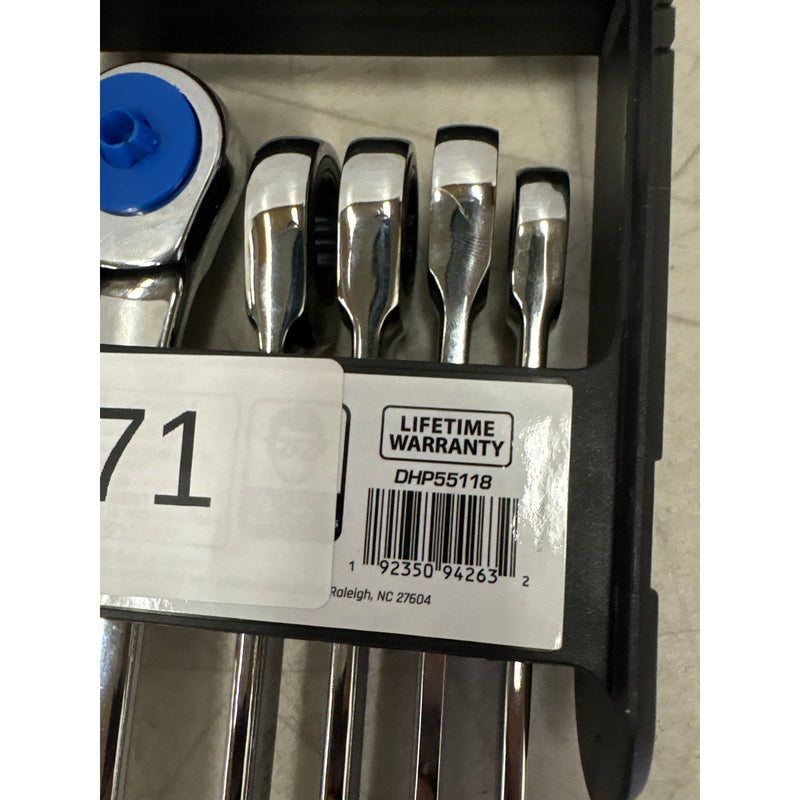 71
LIFETIME
WARRANTY
DHP55118
1 92350 94263 2
Raleigh, NC 27604